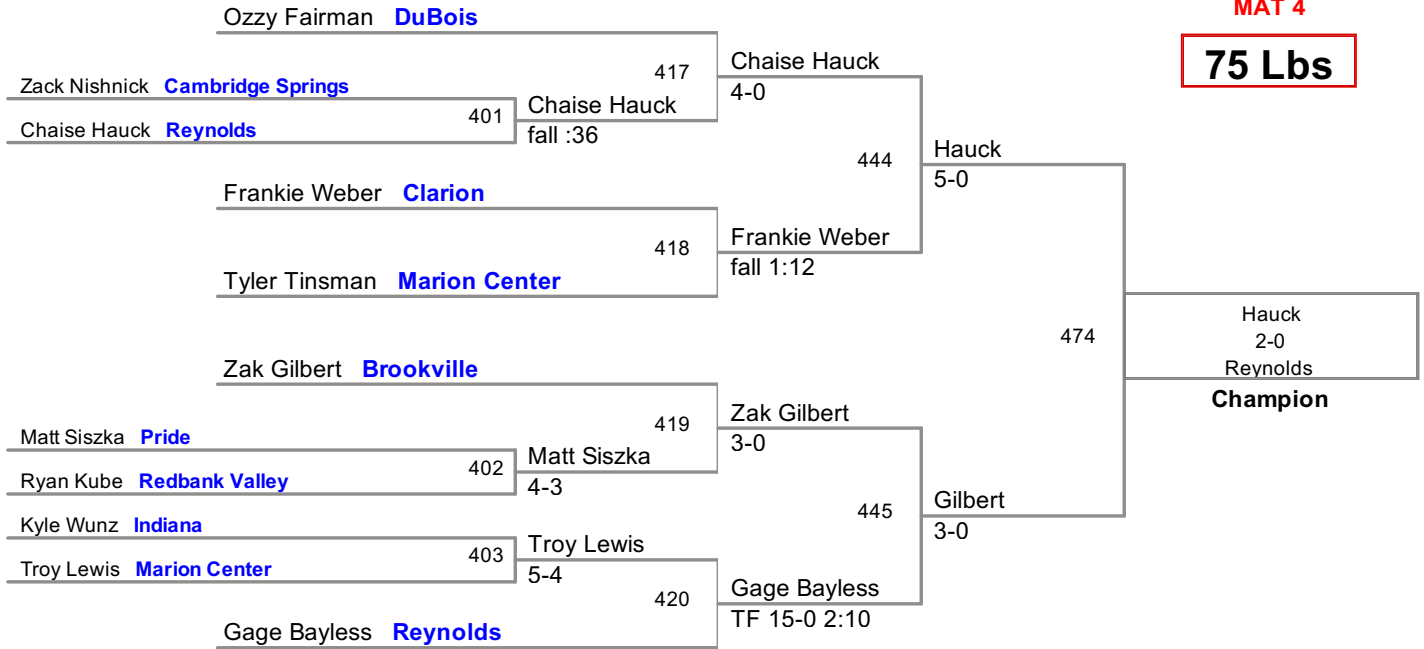 MAT 4
75 Lbs
Ozzy Fairman DuBois
417
Chaise Hauck
4-0
Zack Nishnick Cambridge Springs
401
Chaise Hauck
fall :36
Chaise Hauck Reynolds
444
Hauck
5-0
Frankie Weber Clarion
418
Frankie Weber
fall 1:12
Tyler Tinsman Marion Center
474
Hauck
2-0
Reynolds
Champion
Zak Gilbert Brookville
419
Zak Gilbert
3-0
Matt Siszka Pride
402
Matt Siszka
4-3
Ryan Kube Redbank Valley
445
Gilbert
3-0
Kyle Wunz Indiana
403
Troy Lewis
5-4
Troy Lewis Marion Center
420
Gage Bayless
TF 15-0 2:10
Gage Bayless Reynolds